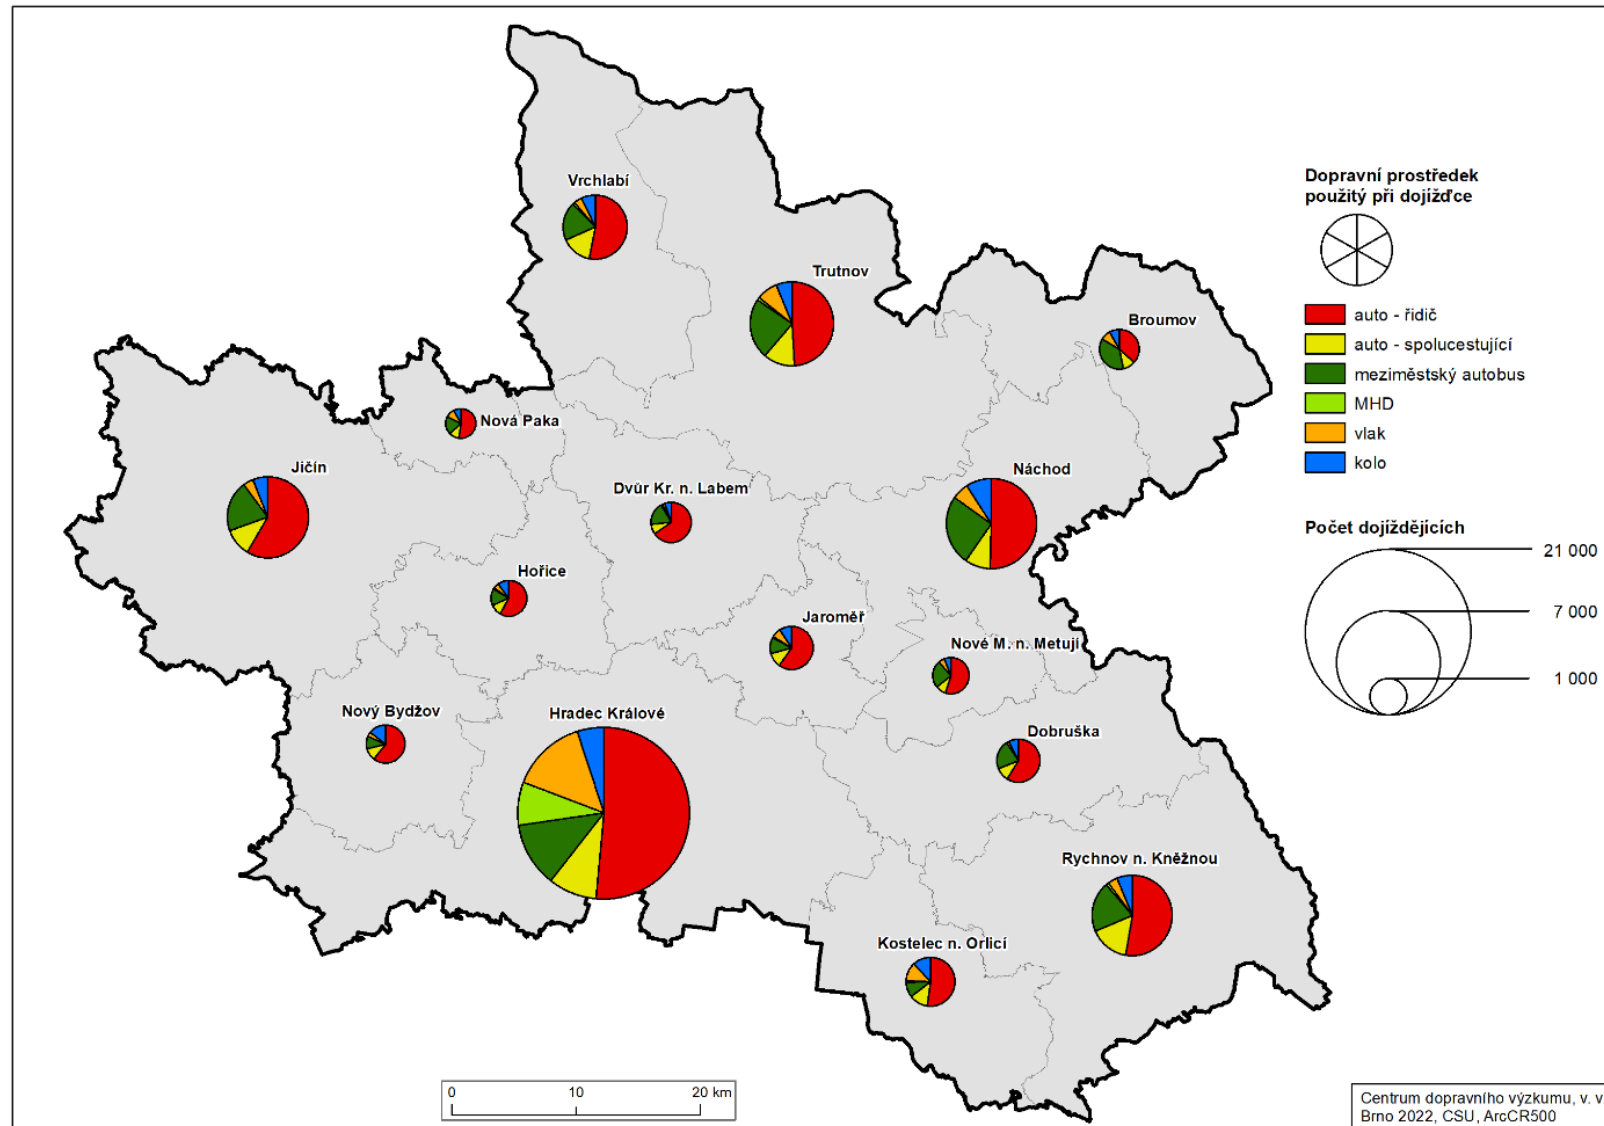 Vrchlabí
Trutnov
Broumov
Nová Paka
Jičín
Náchod
Dvůr Kr. n. Labem
Hořice
Jaroměř
Nové M. n. Metují
Nový Bydžov
Hradec Králové
Dobruška
Rychnov n. Kněžnou
Kostelec n. Orlicí
Dopravní prostředek
použitý při dojížďce
auto - řidič
auto - spolucestující
meziměstský autobus
MHD
vlak
kolo
Počet dojíždějících
21 000
7 000
1 000
0 10 20 km
Centrum dopravního výzkumu, v. v.
Brno 2022, CSU, ArcCR500